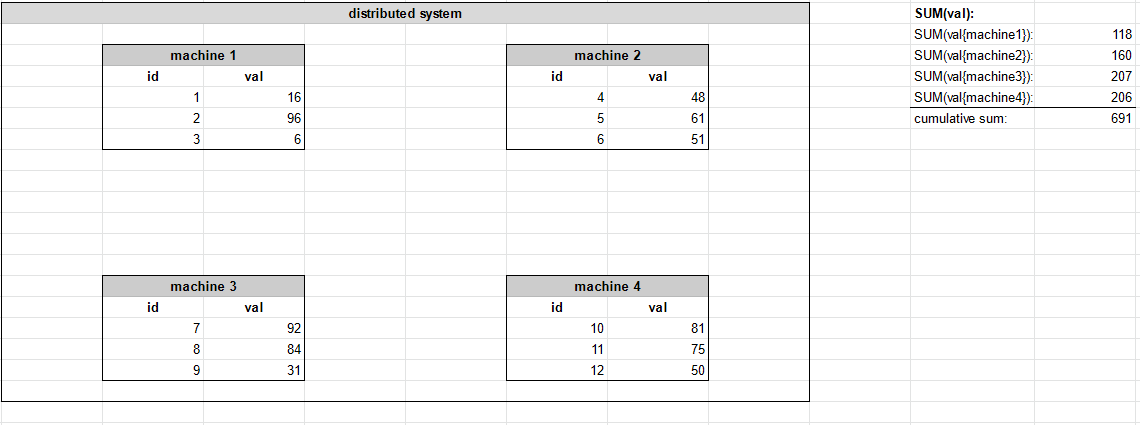 distributed system
machine 1
id val
1 16
2 96
3 6
machine 2
id val
4 48
5 61
6 51
machine 3
id val
7 92
8 84
9 31
machine 4
id val
10 81
11 75
12 50
SUM(val):
SUM(val{machine1}): 118
SUM(val{machine2}): 160
SUM(val{machine3}): 207
SUM(val{machine4}): 206
cumulative sum: 691